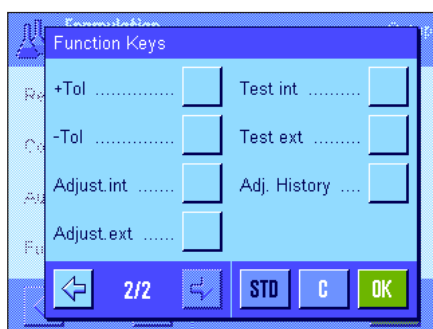 Formulation
Function Keys
+Tol ..............
Test int .........
-Tol ..............
Test ext .........
Adjust.int .......
Adj. History ....
Adjust.ext ......
2/2
STD
C
OK